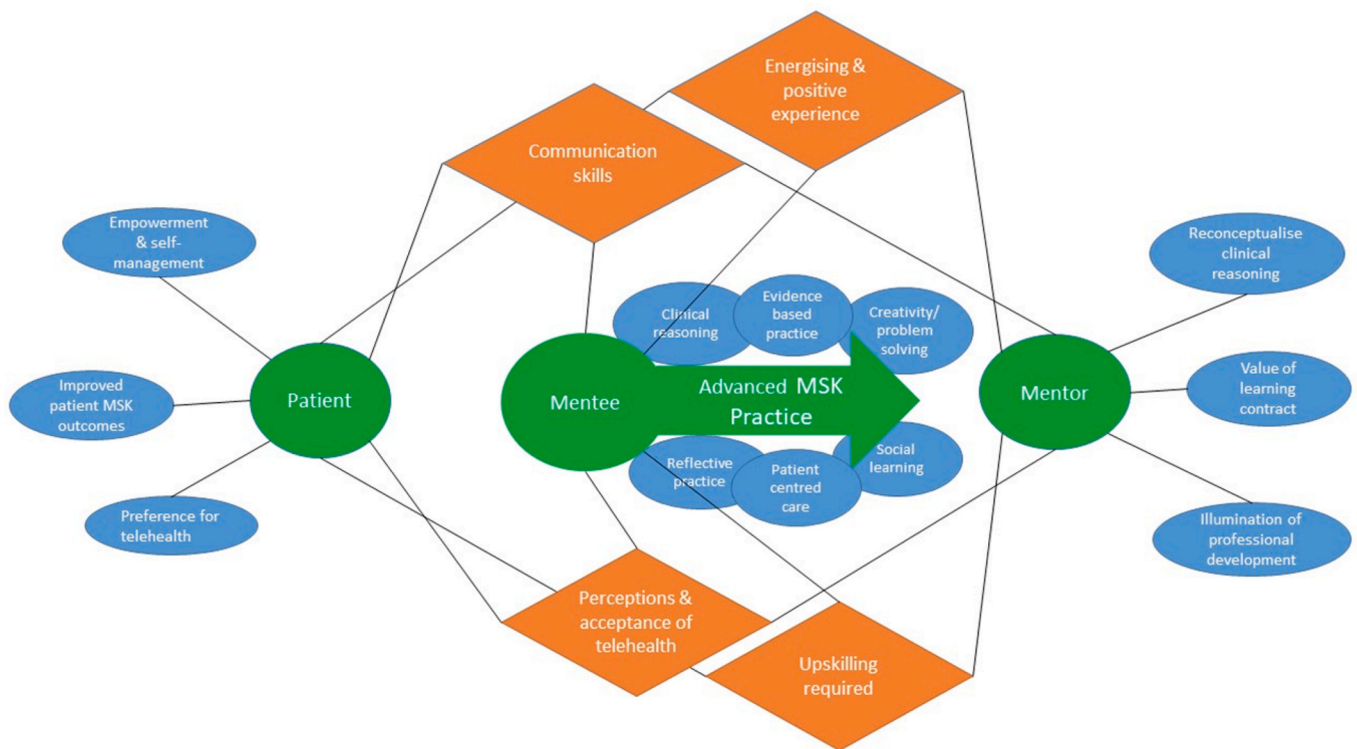 Energising &
positive
experience
Communication
skills
Empowerment
& self-
management
Reconceptualise
clinical
reasoning
Clinical
reasoning
Evidence
based
practice
Creativity/
problem
solving
Improved
patient MSK
outcomes
Patient
Mentee
Advanced MSK
Practice
Mentor
Value of
learning
contract
Reflective
practice
Patient
centred
care
Social
learning
Preference for
telehealth
Illumination of
professional
development
Perceptions &
acceptance of
telehealth
Upskilling
required